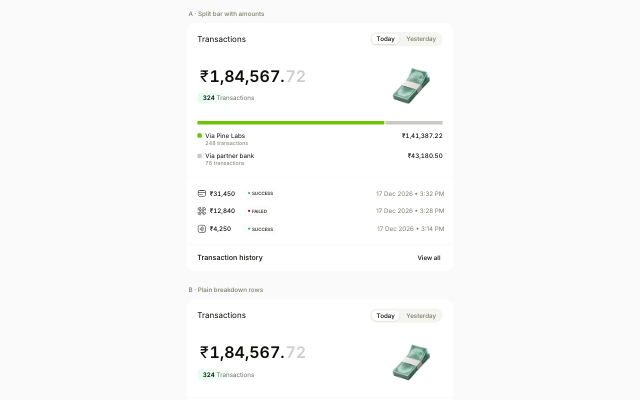 A · Split bar with amounts
Transactions
Today Yesterday
₹1,84,567.72
324 Transactions
Via Pine Labs ₹1,41,387.22
248 transactions
Via partner bank ₹43,180.50
76 transactions
₹31,450 SUCCESS 17 Dec 2026 • 3:32 PM
₹12,840 FAILED 17 Dec 2026 • 3:28 PM
₹4,250 SUCCESS 17 Dec 2026 • 3:14 PM
Transaction history View all
B · Plain breakdown rows
Transactions
Today Yesterday
₹1,84,567.72
324 Transactions